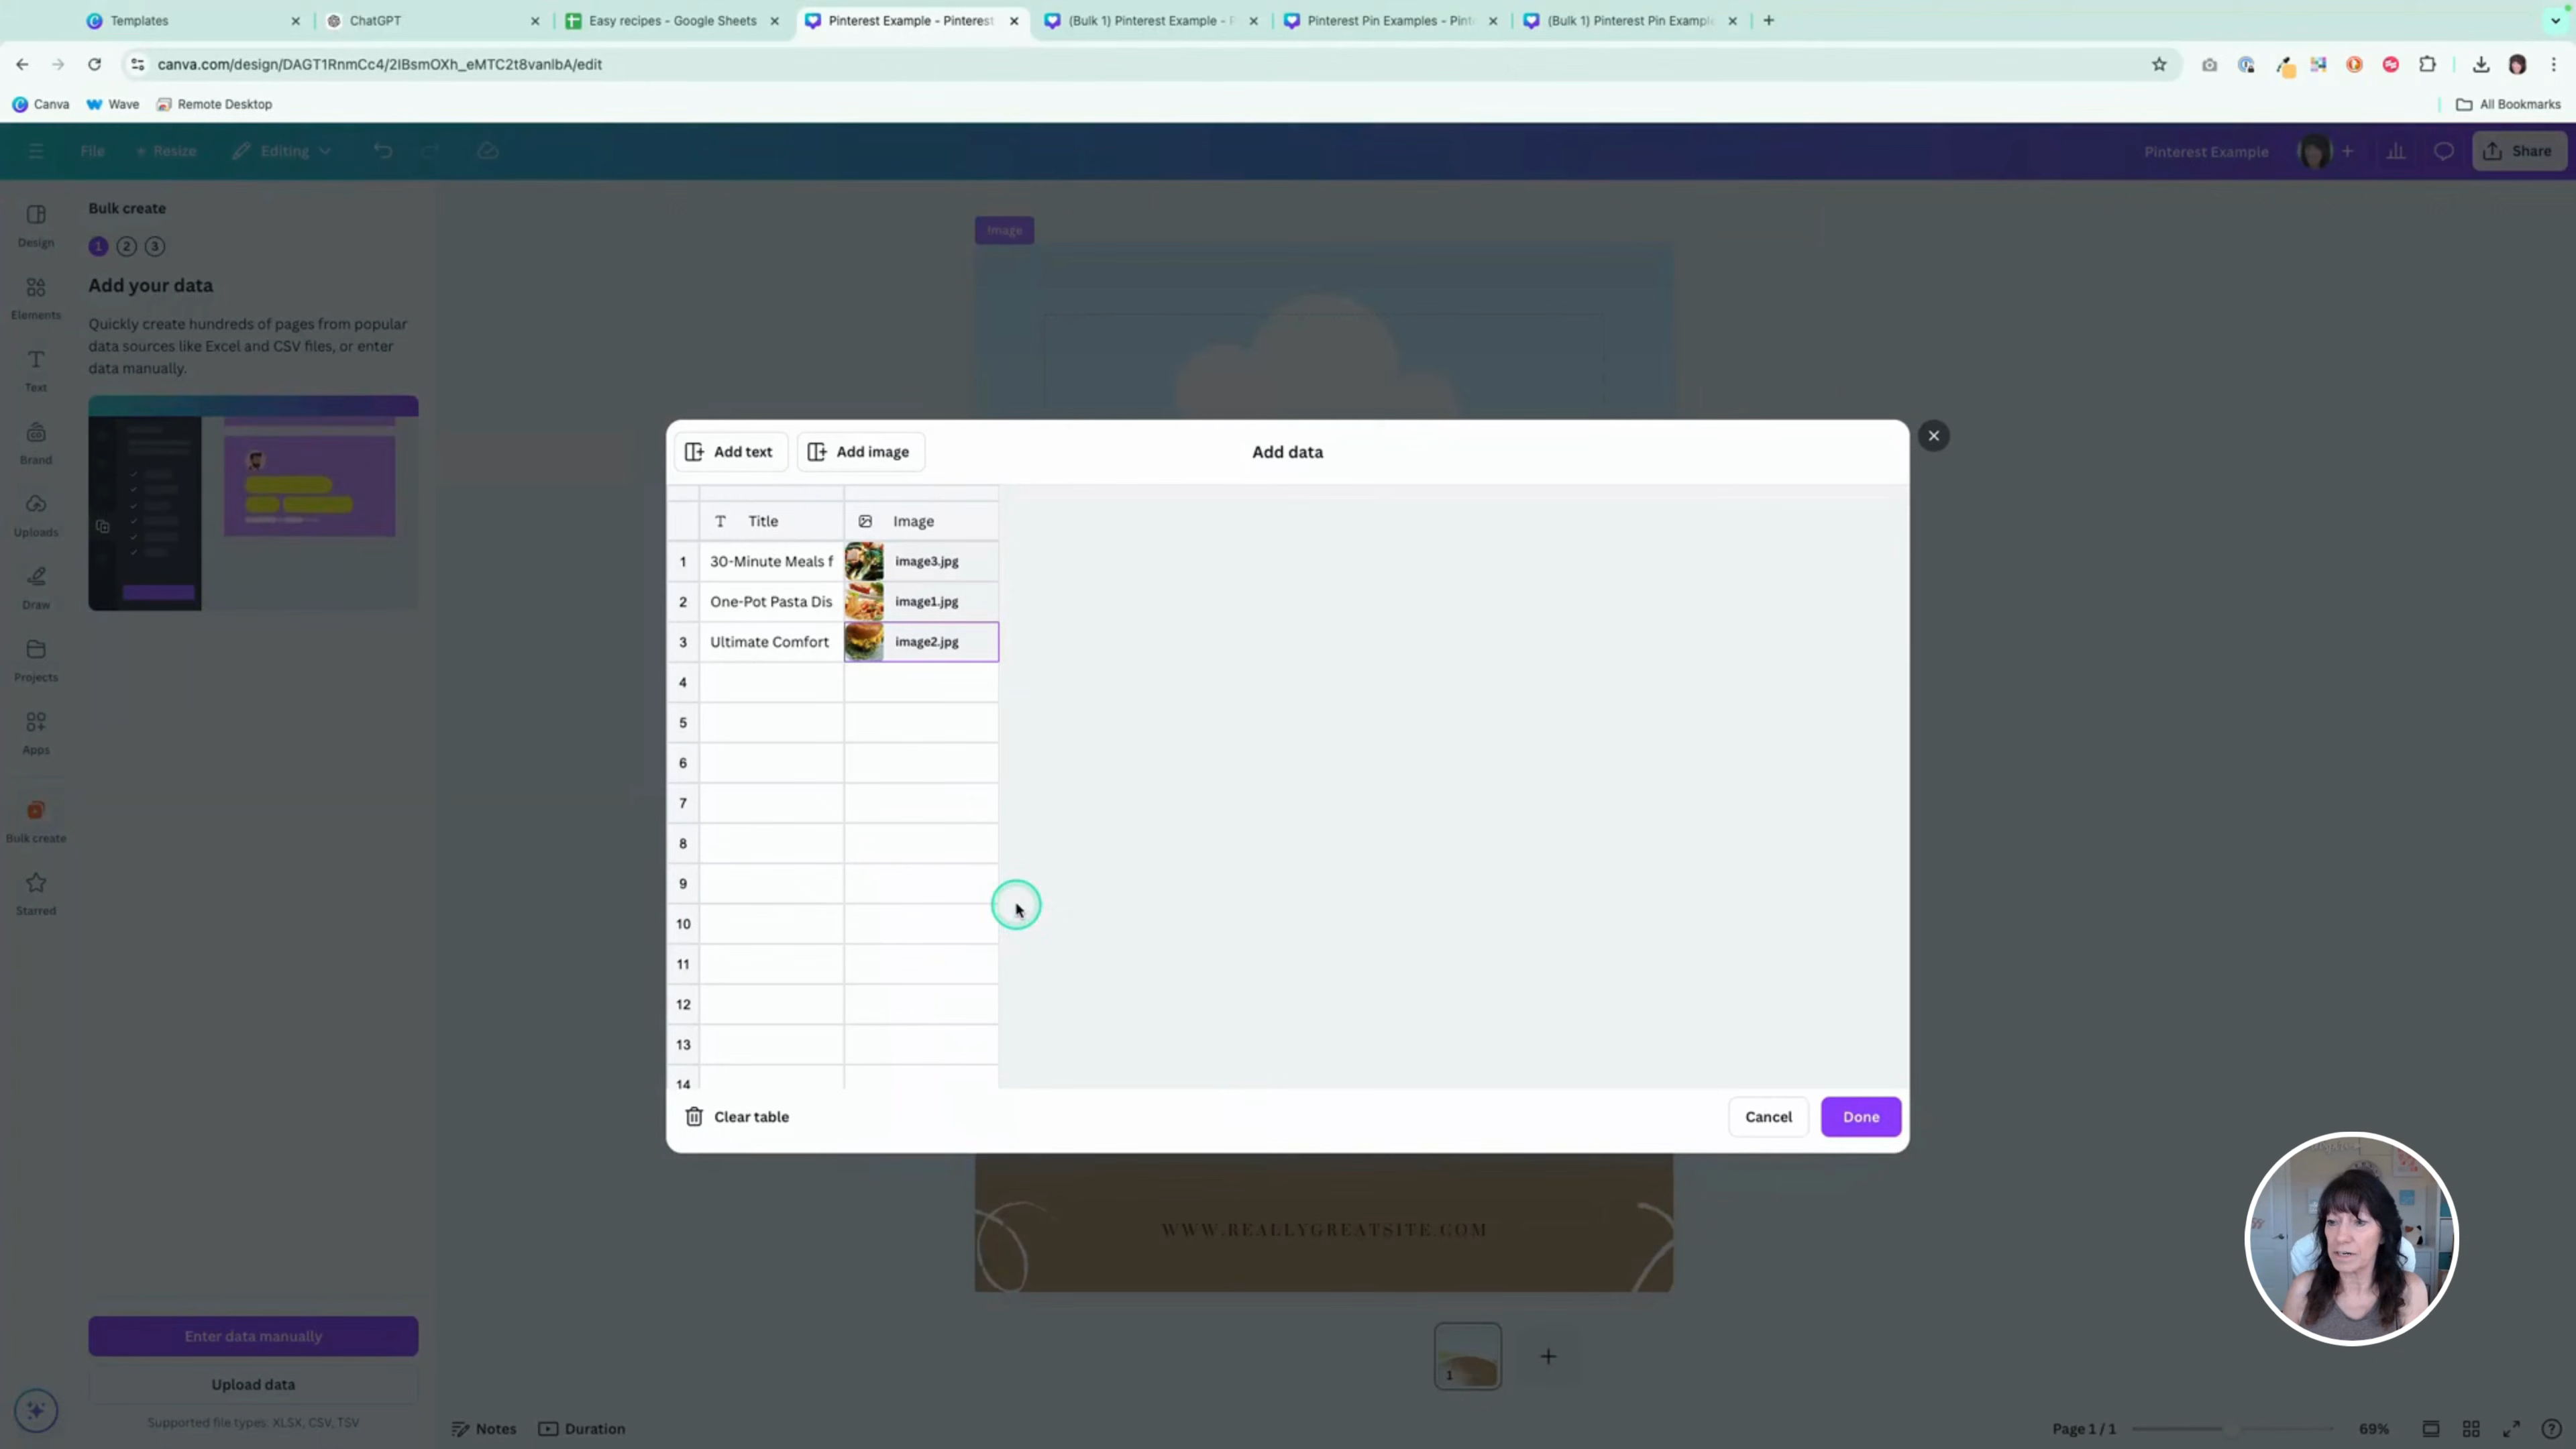 Templates
ChatGPT
Easy recipes - Google Sheets
Pinterest Example - Pinterest
(Bulk 1) Pinterest Example - P
Pinterest Pin Examples - Pint
(Bulk 1) Pinterest Pin Exampl
canva.com/design/DAGT1RnmCc4/2IBsmOXh_eMTC2t8vanlbA/edit
Canva
Wave
Remote Desktop
All Bookmarks
File
Resize
Editing
Pinterest Example
Share
Design
Elements
Text
Brand
Uploads
Draw
Projects
Apps
Bulk create
Starred
Bulk create
1 2 3
Add your data
Quickly create hundreds of pages from popular
data sources like Excel and CSV files, or enter
data manually.
Enter data manually
Upload data
Supported file types: XLSX, CSV, TSV
Image
Add text
Add image
Add data
Title Image
1 30-Minute Meals f image3.jpg
2 One-Pot Pasta Dis image1.jpg
3 Ultimate Comfort image2.jpg
4
5
6
7
8
9
10
11
12
13
14
Clear table
Cancel
Done
WWW.REALLYGREATSITE.COM
1
Notes
Duration
Page 1 / 1
69%